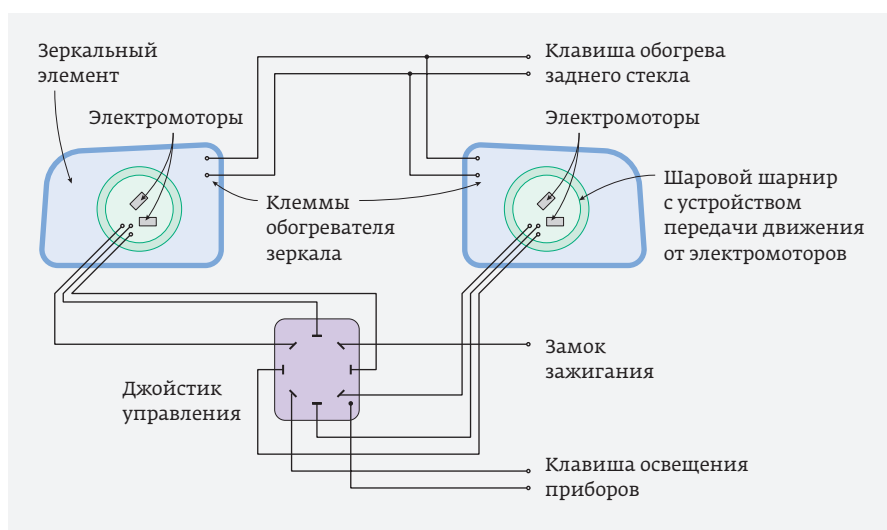 Зеркальный
элемент
Электромоторы
Клавиша обогрева
заднего стекла
Электромоторы
Клеммы
обогревателя
зеркала
Шаровой шарнир
с устройством
передачи движения
от электромоторов
Джойстик
управления
Замок
зажигания
Клавиша освещения
приборов